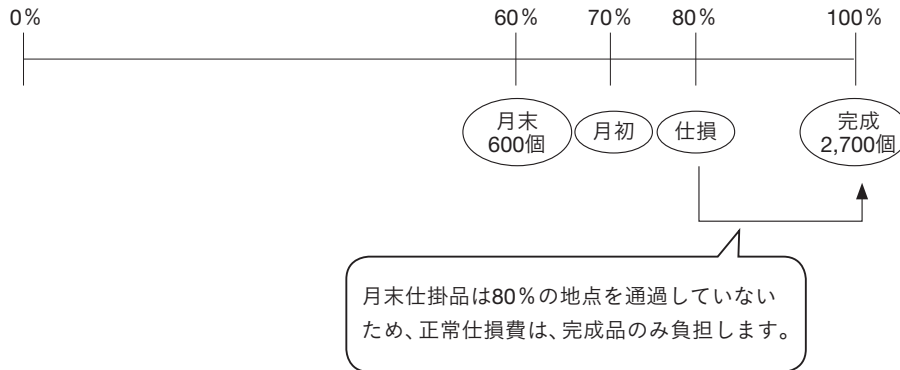 0% 60% 70% 80% 100%
月末 月初 仕損 完成
600個 2,700個
月末仕掛品は80%の地点を通過していない
ため、正常仕損費は、完成品のみ負担します。